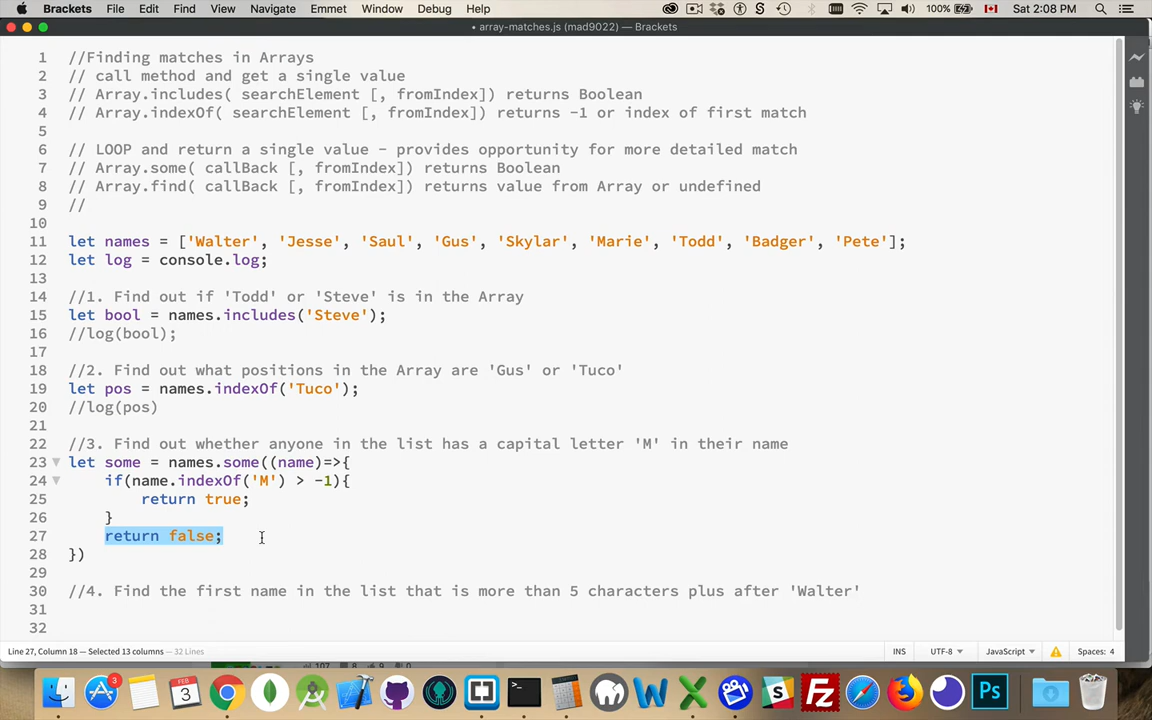 Brackets File Edit Find View Navigate Emmet Window Debug Help 100% Sat 2:08 PM
• array-matches.js (mad9022) — Brackets
1 //Finding matches in Arrays
2 // call method and get a single value
3 // Array.includes( searchElement [, fromIndex]) returns Boolean
4 // Array.indexOf( searchElement [, fromIndex]) returns -1 or index of first match
5
6 // LOOP and return a single value - provides opportunity for more detailed match
7 // Array.some( callBack [, fromIndex]) returns Boolean
8 // Array.find( callBack [, fromIndex]) returns value from Array or undefined
9 //
10
11 let names = ['Walter', 'Jesse', 'Saul', 'Gus', 'Skylar', 'Marie', 'Todd', 'Badger', 'Pete'];
12 let log = console.log;
13
14 //1. Find out if 'Todd' or 'Steve' is in the Array
15 let bool = names.includes('Steve');
16 //log(bool);
17
18 //2. Find out what positions in the Array are 'Gus' or 'Tuco'
19 let pos = names.indexOf('Tuco');
20 //log(pos)
21
22 //3. Find out whether anyone in the list has a capital letter 'M' in their name
23 let some = names.some((name)=>{
24 if(name.indexOf('M') > -1){
25 return true;
26 }
27 return false;
28 })
29
30 //4. Find the first name in the list that is more than 5 characters plus after 'Walter'
31
32
Line 27, Column 18 — Selected 13 columns — 32 Lines INS UTF-8 JavaScript Spaces: 4
3 FEB 3 W X S Fz Ps